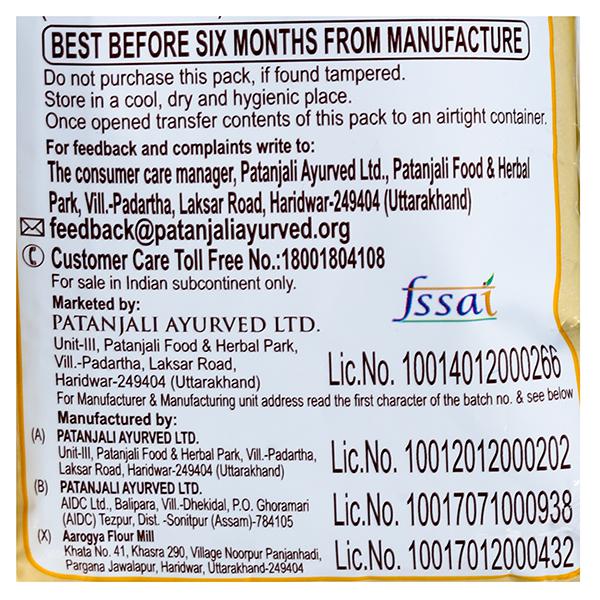 BEST BEFORE SIX MONTHS FROM MANUFACTURE
Do not purchase this pack, if found tampered.
Store in a cool, dry and hygienic place.
Once opened transfer contents of this pack to an airtight container.
For feedback and complaints write to:
The consumer care manager, Patanjali Ayurved Ltd., Patanjali Food & Herbal
Park, Vill.-Padartha, Laksar Road, Haridwar-249404 (Uttarakhand)
feedback@patanjaliayurved.org
Customer Care Toll Free No.:18001804108
For sale in Indian subcontinent only.
Marketed by:
PATANJALI AYURVED LTD.
Unit-III, Patanjali Food & Herbal Park,
Vill.-Padartha, Laksar Road,
Haridwar-249404 (Uttarakhand)
fssai
Lic.No. 10014012000266
For Manufacturer & Manufacturing unit address read the first character of the batch no. & see below
Manufactured by:
(A) PATANJALI AYURVED LTD.
Unit-III, Patanjali Food & Herbal Park, Vill.-Padartha,
Laksar Road, Haridwar-249404 (Uttarakhand)
Lic.No. 10012012000202
(B) PATANJALI AYURVED LTD.
AIDC Ltd., Balipara, Vill.-Dhekidal, P.O. Ghoramari
(AIDC) Tezpur, Dist. -Sonitpur (Assam)-784105
Lic.No. 10017071000938
(X) Aarogya Flour Mill
Khata No. 41, Khasra 290, Village Noorpur Panjanhadi,
Pargana Jawalapur, Haridwar, Uttarakhand-249404
Lic.No. 10017012000432